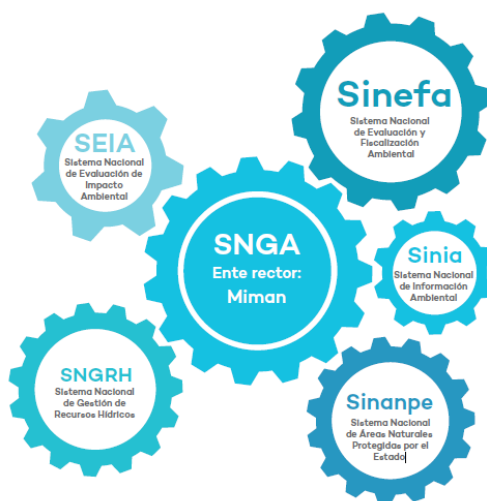 Sinefa
Sistema Nacional
de Evaluación y
Fiscalización
Ambiental
SEIA
Sistema Nacional
de Evaluación de
Impacto
Ambiental
SNGA
Ente rector:
Miman
Sinia
Sistema Nacional
de Información
Ambiental
SNGRH
Sistema Nacional
de Gestión de
Recursos Hídricos
Sinanpe
Sistema Nacional
de Áreas Naturales
Protegidas por el
Estado